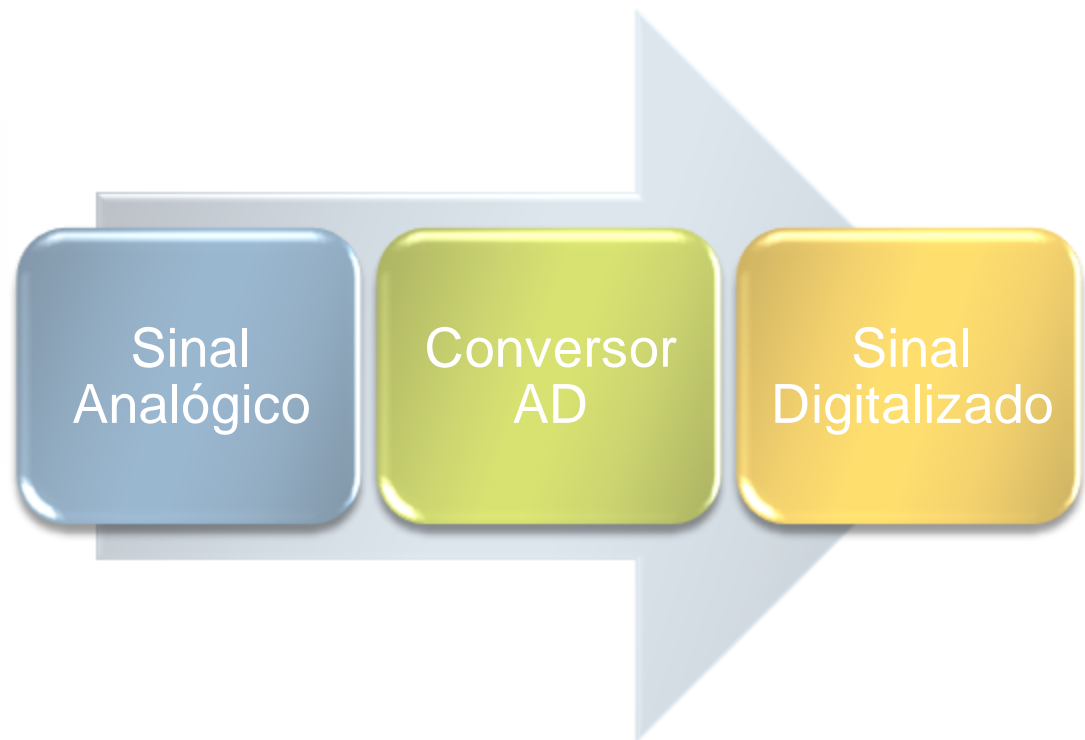 Sinal
Analógico
Conversor
AD
Sinal
Digitalizado